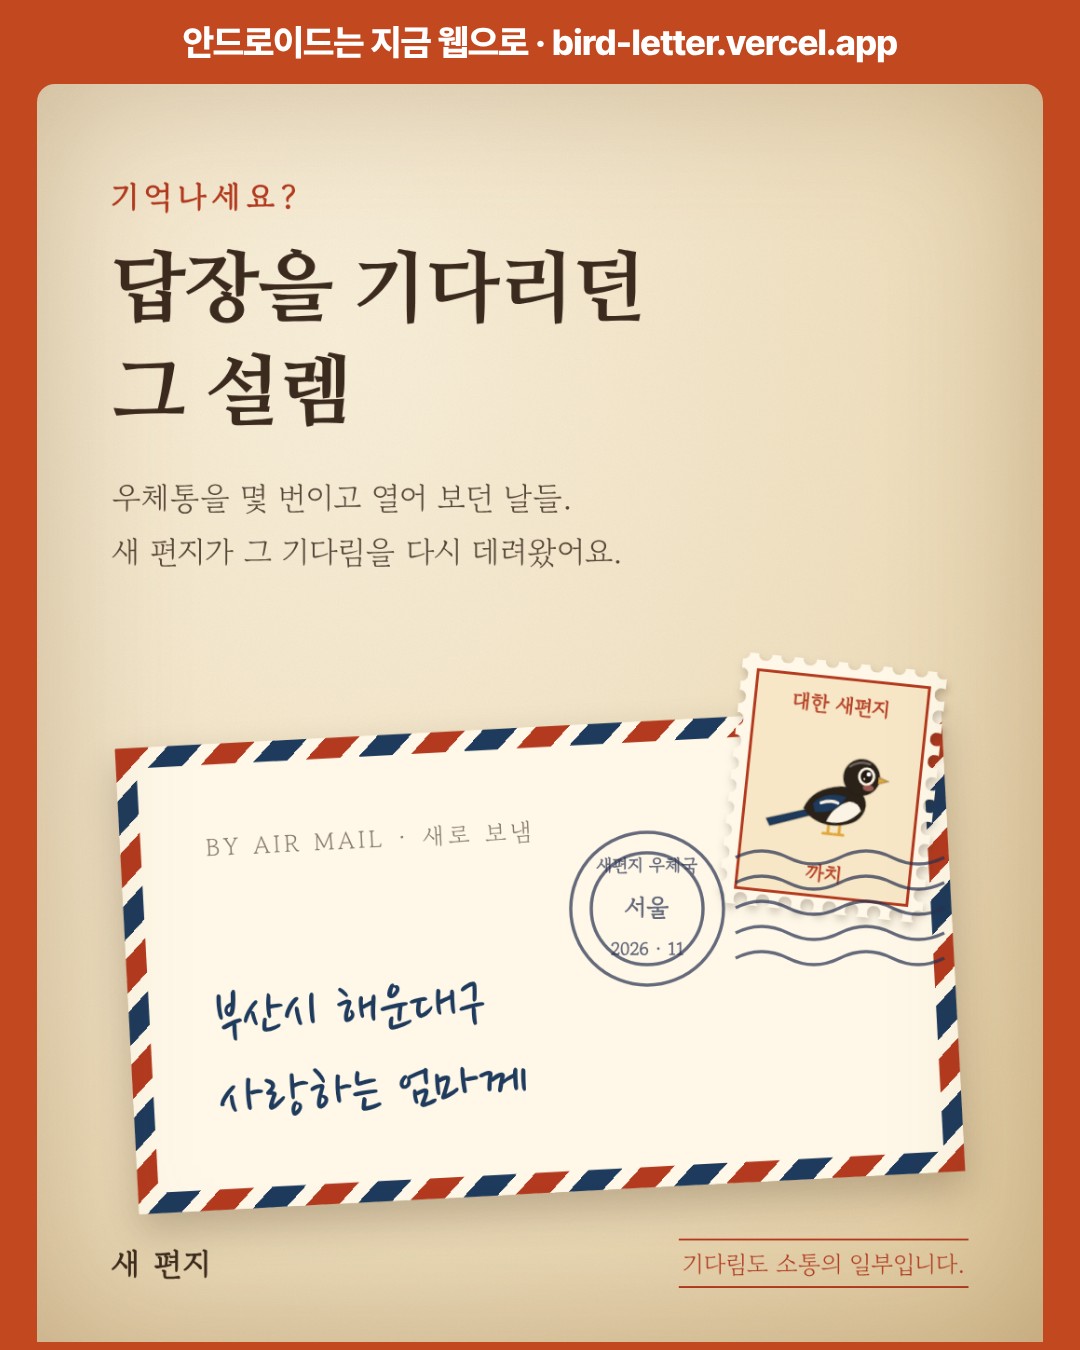 안드로이드는 지금 웹으로 · bird-letter.vercel.app
기억나세요?
답장을 기다리던
그 설렘
우체통을 몇 번이고 열어 보던 날들.
새 편지가 그 기다림을 다시 데려왔어요.
대한 새편지
까치
BY AIR MAIL · 새로 보냄
새편지 우체국
서울
2026 · 11
부산시 해운대구
사랑하는 엄마께
새 편지
기다림도 소통의 일부입니다.